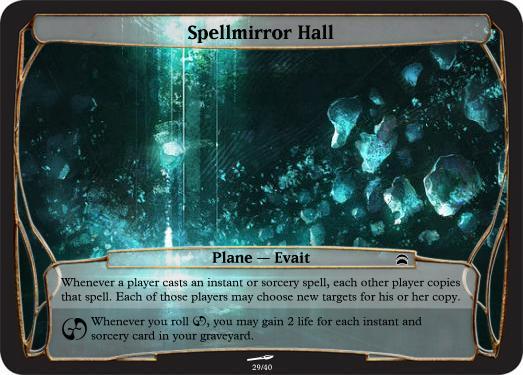 Spellmirror Hall
Plane — Evait
Whenever a player casts an instant or sorcery spell, each other player copies
that spell. Each of those players may choose new targets for his or her copy.
Whenever you roll , you may gain 2 life for each instant and
sorcery card in your graveyard.
29/40